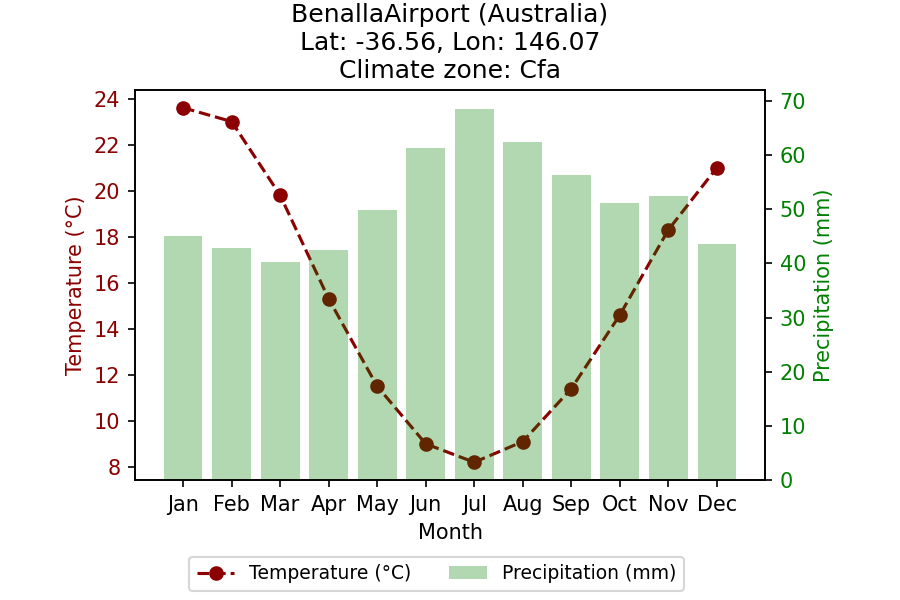 BenallaAirport (Australia)
Lat: -36.56, Lon: 146.07
Climate zone: Cfa
24
22
20
18
16
14
12
10
8
Temperature (°C)
70
60
50
40
30
20
10
0
Precipitation (mm)
Jan Feb Mar Apr May Jun Jul Aug Sep Oct Nov Dec
Month
Temperature (°C) Precipitation (mm)